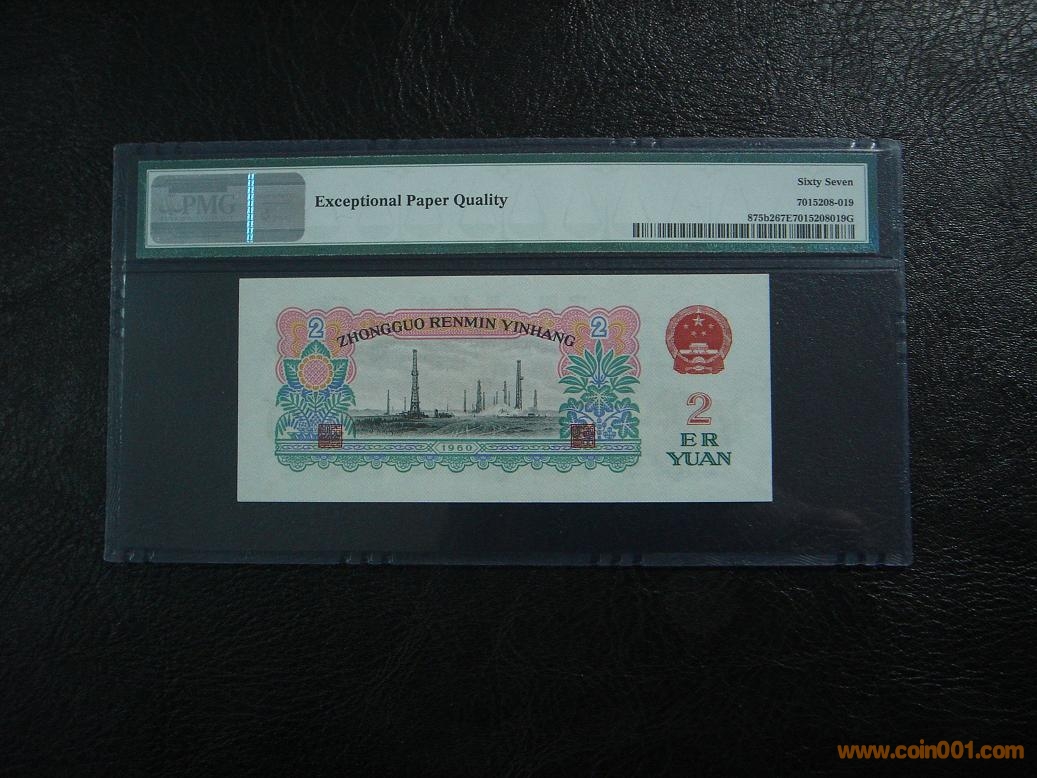 PMG
Exceptional Paper Quality
Sixty Seven
7015208-019
875b267E7015208019G
2 2
ZHONGGUO RENMIN YINHANG
1960
2
ER
YUAN
www.coin001.com